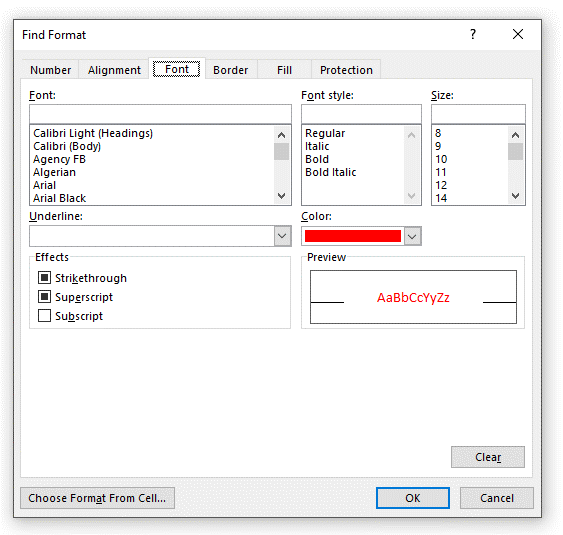 Find Format
? 
Number Alignment Font Border Fill Protection
Font: Font style: Size:
Calibri Light (Headings) Regular 8
Calibri (Body) Italic 9
Agency FB Bold 10
Algerian Bold Italic 11
Arial 12
Arial Black 14
Underline: Color:
Effects Preview
Strikethrough
Superscript AaBbCcYyZz
Subscript
Clear
Choose Format From Cell... OK Cancel